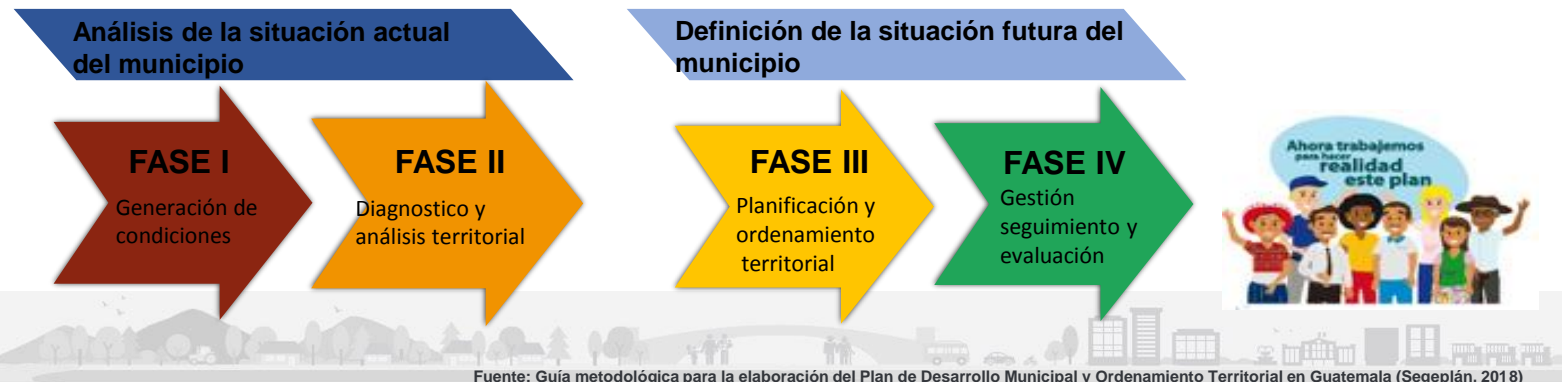 Análisis de la situación actual
del municipio
Definición de la situación futura del
municipio
FASE I
Generación de
condiciones
FASE II
Diagnostico y
análisis territorial
FASE III
Planificación y
ordenamiento
territorial
FASE IV
Gestión
seguimiento y
evaluación
Ahora trabajemos
para hacer
realidad
este plan
Fuente: Guía metodológica para la elaboración del Plan de Desarrollo Municipal y Ordenamiento Territorial en Guatemala (Segeplán, 2018)